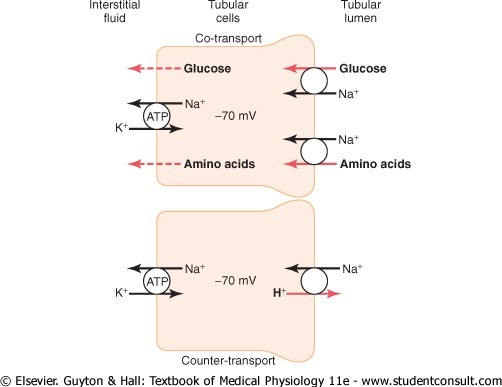 Interstitial fluid
Tubular cells
Tubular lumen
Co-transport
Glucose
Glucose
Na⁺
Na⁺
ATP
–70 mV
K⁺
Na⁺
Amino acids
Amino acids
Na⁺
Na⁺
ATP
–70 mV
K⁺
H⁺
Counter-transport
© Elsevier. Guyton & Hall: Textbook of Medical Physiology 11e - www.studentconsult.com